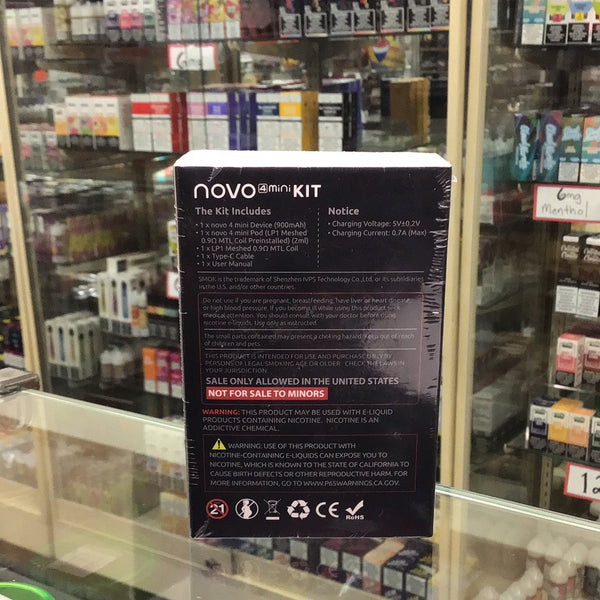 6mg
6mg
Menthol
NOVO 4 mini KIT
The Kit Includes
• 1 x novo 4 mini Device (900mAh)
• 1 x novo 4 mini Pod (LP1 Meshed
0.9Ω MTL Coil Preinstalled) (2ml)
• 1 x LP1 Meshed 0.9Ω MTL Coil
• 1 x Type-C Cable
• 1 x User Manual
Notice
• Charging Voltage: 5V±0.2V
• Charging Current: 0.7A (Max)
SMOK is the trademark of Shenzhen IVPS Technology Co.,Ltd. or its subsidiaries
in the U.S. and/or other countries
Do not use if you are pregnant, breastfeeding, have liver or heart disease,
or high blood pressure. If you become ill while using this product seek
medical attention. You should consult with your doctor before using
nicotine e-liquids. Use only as instructed.
The small parts contained may present a choking hazard. Keep out of reach
of children and pets.
THIS PRODUCT IS INTENDED FOR USE AND PURCHASE ONLY BY
PERSONS OF LEGAL SMOKING AGE OR OLDER. CHECK THE LAWS IN
YOUR JURISDICTION.
SALE ONLY ALLOWED IN THE UNITED STATES
NOT FOR SALE TO MINORS
WARNING: THIS PRODUCT MAY BE USED WITH E-LIQUID
PRODUCTS CONTAINING NICOTINE. NICOTINE IS AN
ADDICTIVE CHEMICAL.
WARNING: USE OF THIS PRODUCT WITH
NICOTINE-CONTAINING E-LIQUIDS CAN EXPOSE YOU TO
NICOTINE, WHICH IS KNOWN TO THE STATE OF CALIFORNIA TO
CAUSE BIRTH DEFECTS OR OTHER REPRODUCTIVE HARM. FOR
MORE INFORMATION, GO TO WWW.P65WARNINGS.CA.GOV.
21
CE
RoHS